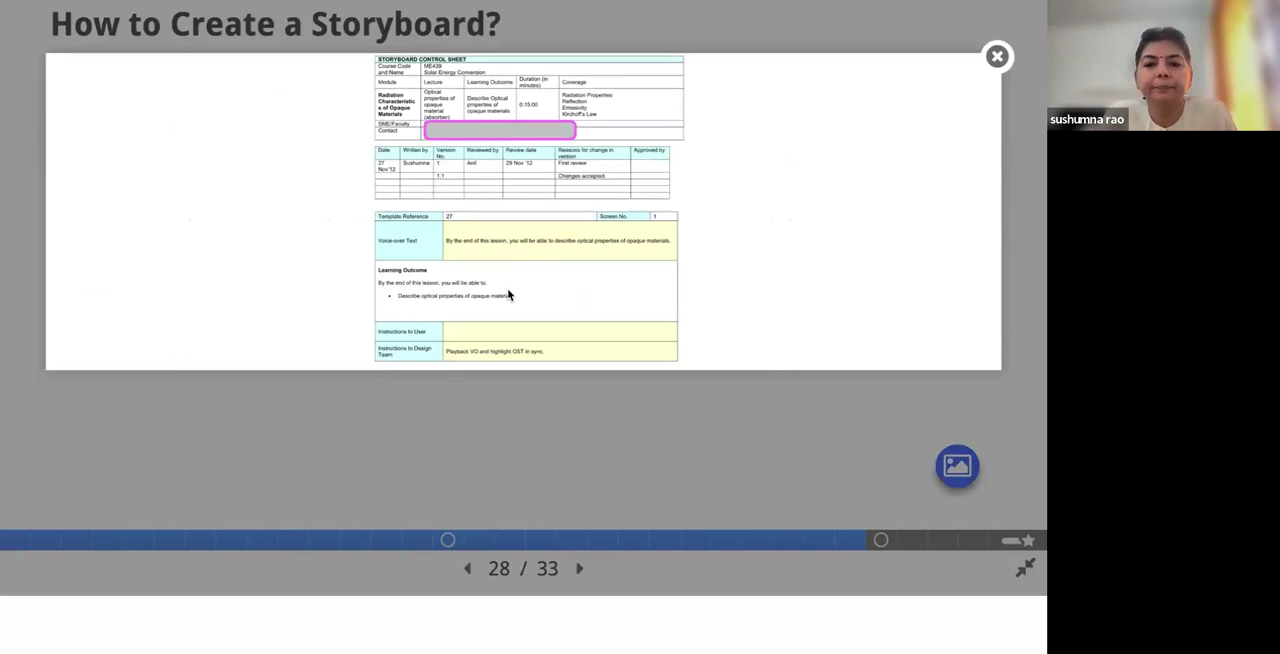 How to Create a Storyboard?
STORYBOARD CONTROL SHEET
Course Code and Name
ME439
Solar Energy Conversion
Module
Lecture
Learning Outcome
Duration (in minutes)
Coverage
Radiation Characteristic s of Opaque Materials
Optical properties of opaque material (absorber)
Describe Optical properties of opaque materials
0:15:00
Radiation Properties
Reflection
Emissivity
Kirchoff's Law
SME/Faculty
Contact
Date
Written by
Version No.
Reviewed by
Review date
Reasons for change in version
Approved by
27 Nov'12
Sushumna
1
Anil
29 Nov '12
First review
1.1
Changes accepted.
Template Reference
27
Screen No.
1
Voice-over Text
By the end of this lesson, you will be able to describe optical properties of opaque materials.
Learning Outcome
By the end of this lesson, you will be able to:
• Describe optical properties of opaque
Instructions to User
Instructions to Design Team
Playback VO and highlight OST in sync.
28 / 33
sushumna rao